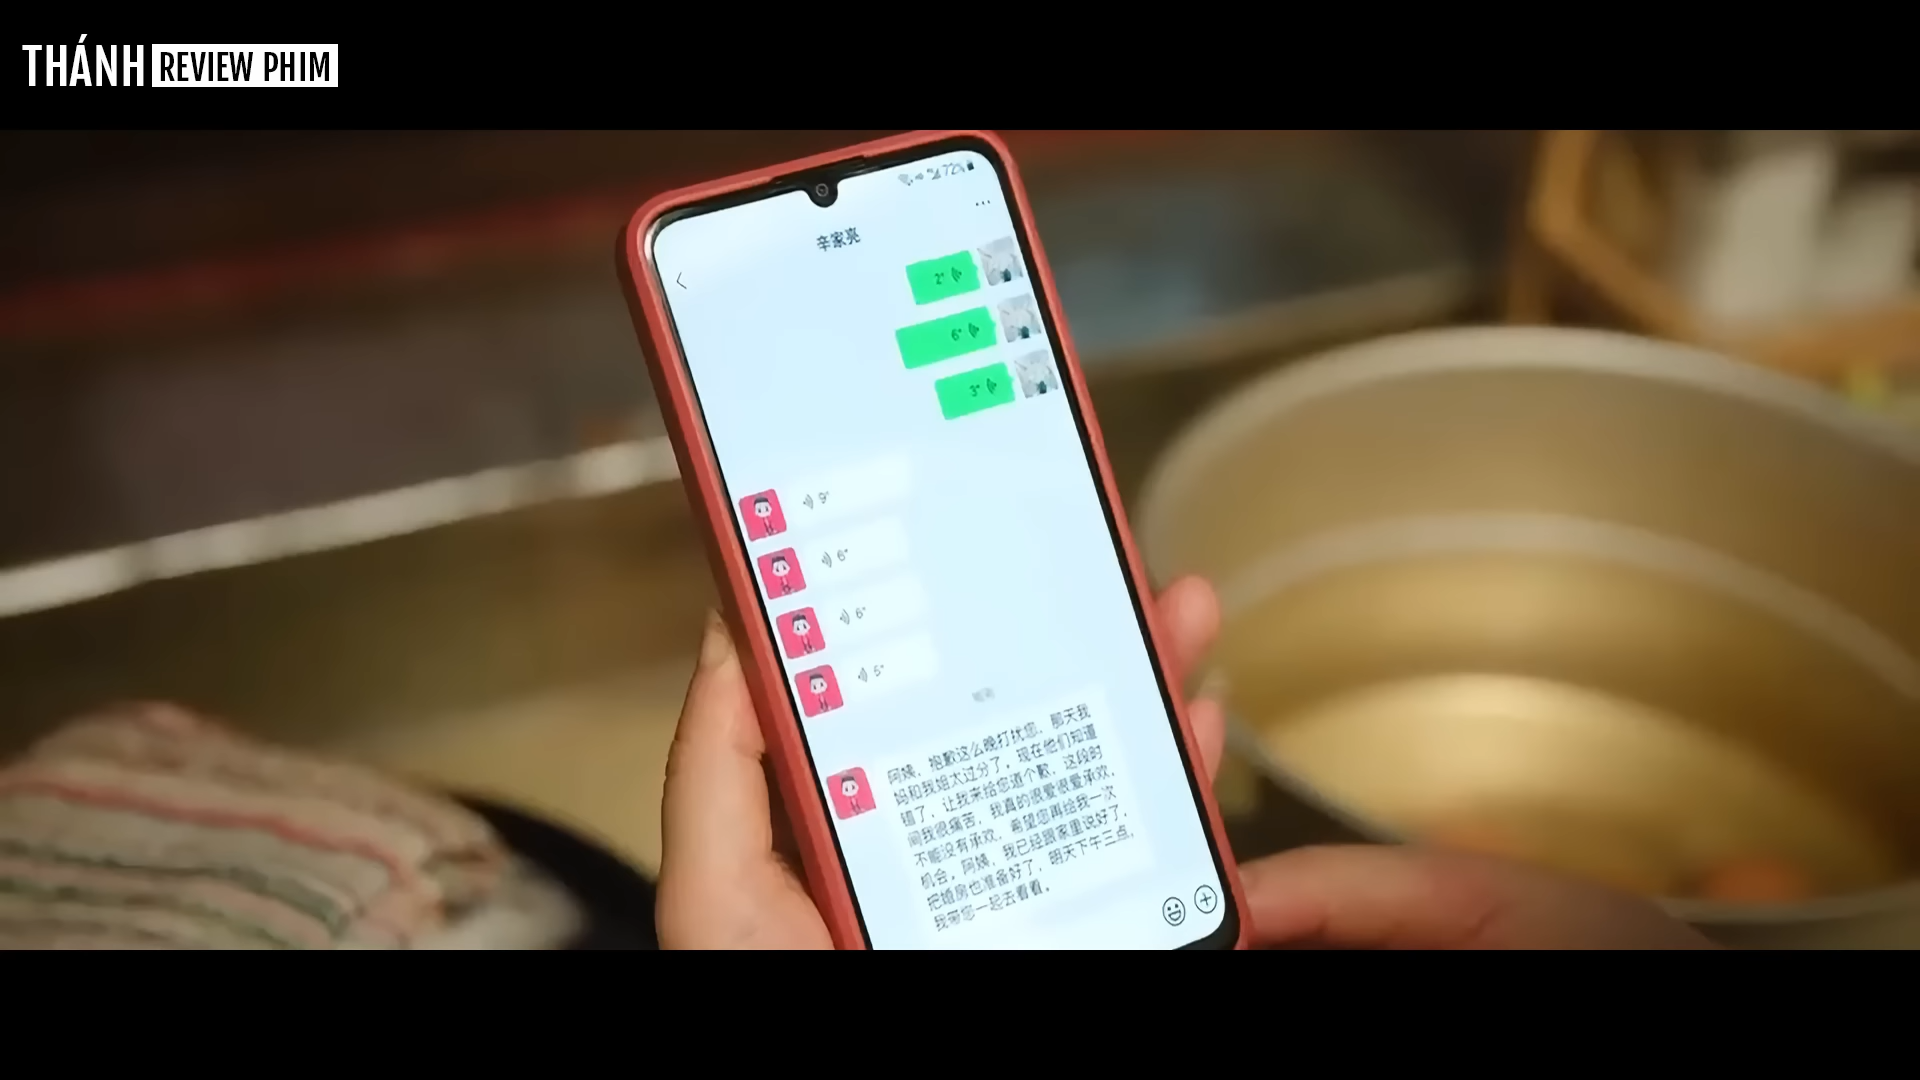 THÁNH REVIEW PHIM
72%
辛家亮
2"
6"
3"
9"
6"
6"
5"
阿姨，抱歉这么晚打扰您，那天我
妈和我姐太过分了，现在他们知道
错了，让我来给您道个歉，这段时
间我很痛苦，我真的很爱很爱承欢，
不能没有承欢，希望您再给我一次
机会，阿姨，我已经跟家里说好了，
把婚房也准备好了，明天下午三点，
我带您一起去看看。